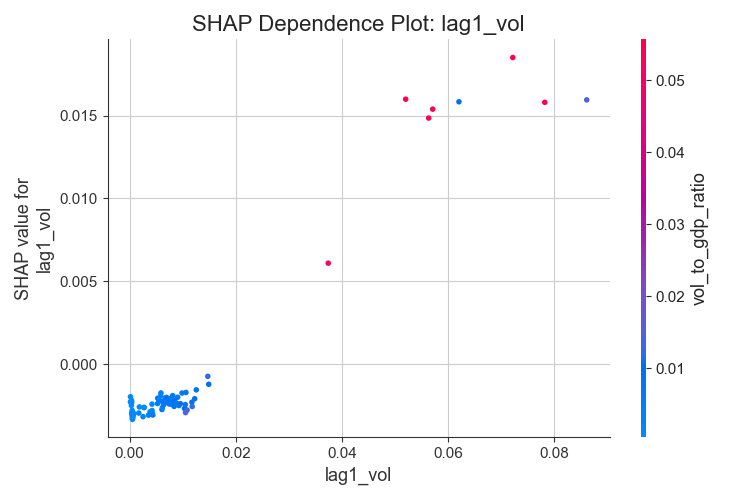 SHAP Dependence Plot: lag1_vol
0.015
0.010
0.005
0.000
SHAP value for
lag1_vol
0.00
0.02
0.04
0.06
0.08
lag1_vol
0.05
0.04
0.03
0.02
0.01
vol_to_gdp_ratio